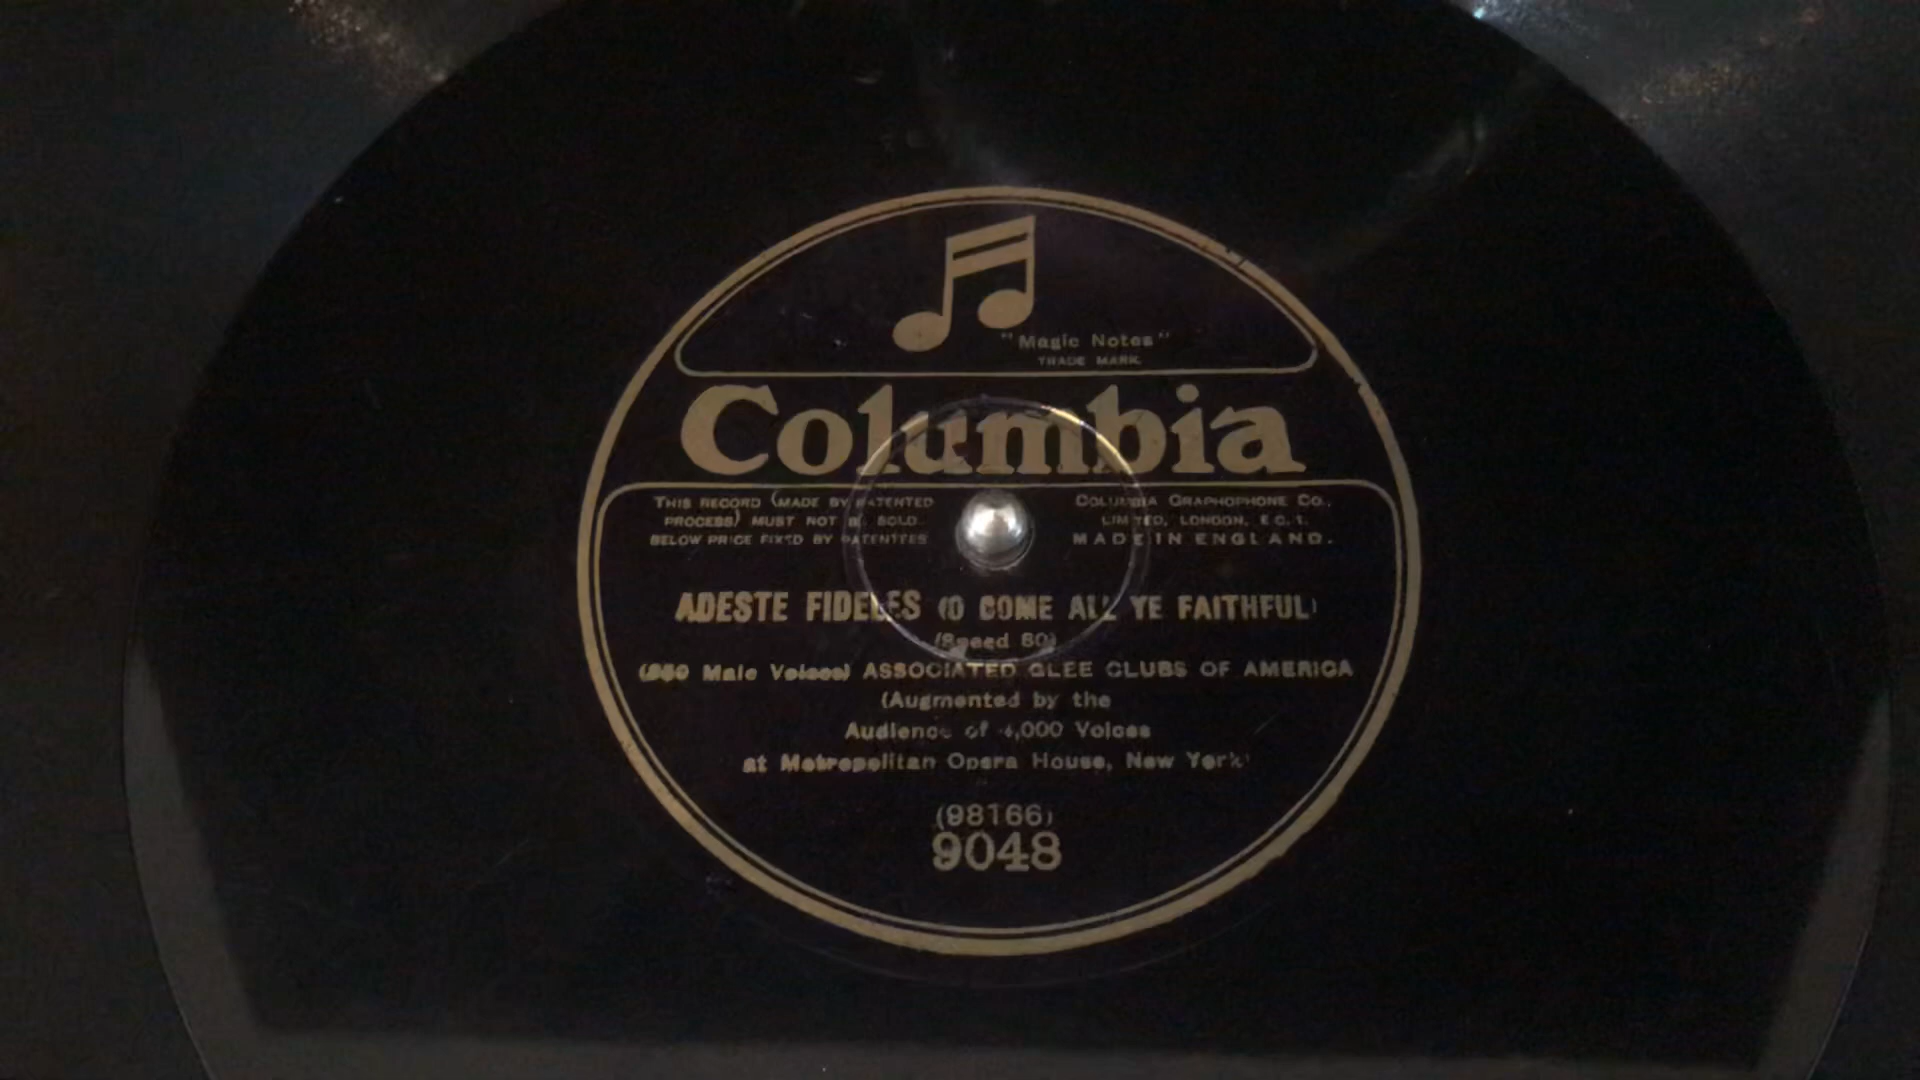 "Magic Notes"
TRADE MARK.
Columbia
THIS RECORD (MADE BY PATENTED
PROCESS) MUST NOT BE SOLD
BELOW PRICE FIXED BY PATENTEES
COLUMBIA GRAPHOPHONE CO.,
LIMITED, LONDON, E.C.1.
MADE IN ENGLAND.
ADESTE FIDELES (O COME ALL YE FAITHFUL)
(Speed 80)
(850 Male Voices) ASSOCIATED GLEE CLUBS OF AMERICA
(Augmented by the
Audience of 4,000 Voices
at Metropolitan Opera House, New York)
(98166)
9048